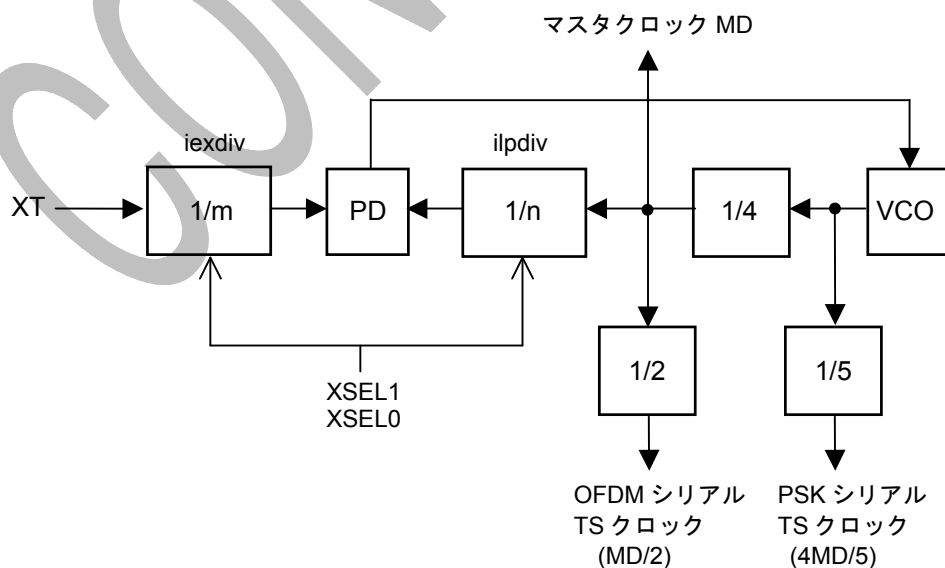 マスタクロック MD
iexdiv
ilpdiv
XT
1/m
PD
1/n
1/4
VCO
1/2
1/5
XSEL1
XSEL0
OFDM シリアル
TS クロック
(MD/2)
PSK シリアル
TS クロック
(4MD/5)